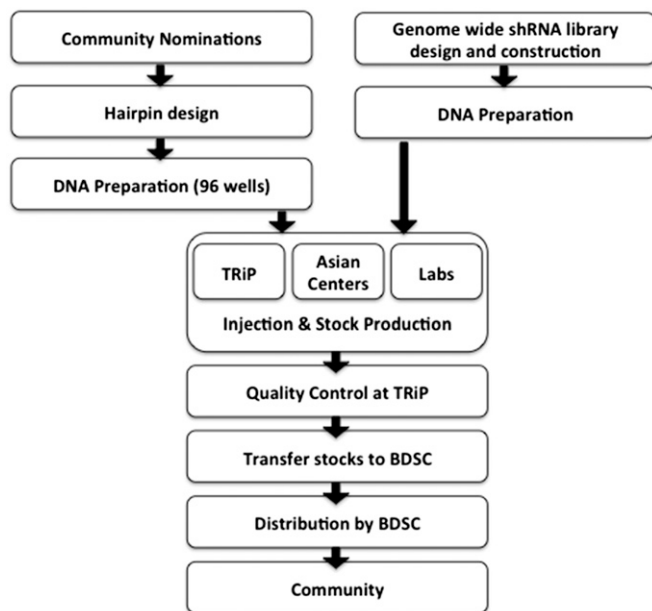 Community Nominations
Hairpin design
DNA Preparation (96 wells)
Genome wide shRNA library
design and construction
DNA Preparation
TRiP
Asian
Centers
Labs
Injection & Stock Production
Quality Control at TRiP
Transfer stocks to BDSC
Distribution by BDSC
Community